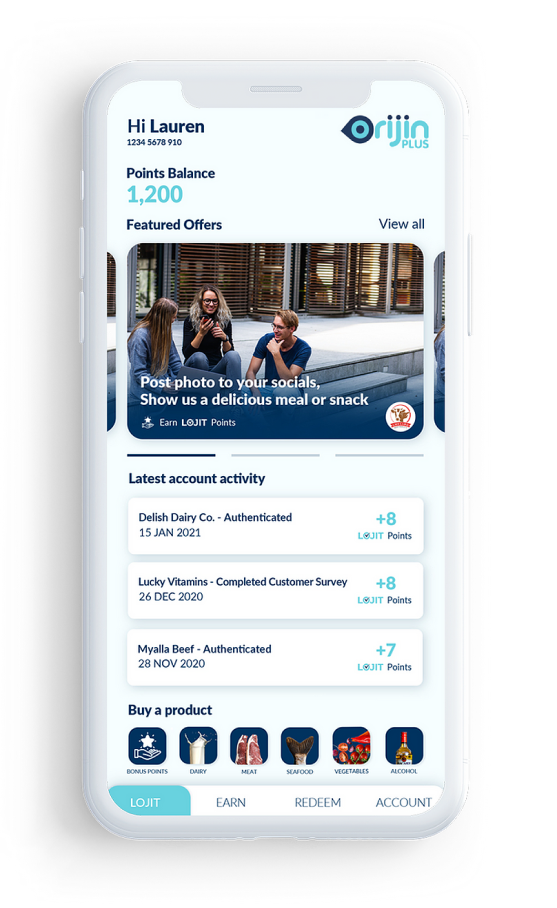 Hi Lauren
1234 5678 910
Orijin
PLUS
Points Balance
1,200
Featured Offers
View all
Post photo to your socials,
Show us a delicious meal or snack
Earn LOJIT Points
Latest account activity
Delish Dairy Co. - Authenticated
15 JAN 2021
+8
LOJIT Points
Lucky Vitamins - Completed Customer Survey
26 DEC 2020
+8
LOJIT Points
Myalla Beef - Authenticated
28 NOV 2020
+7
LOJIT Points
Buy a product
BONUS POINTS
DAIRY
MEAT
SEAFOOD
VEGETABLES
ALCOHOL
LOJIT
EARN
REDEEM
ACCOUNT